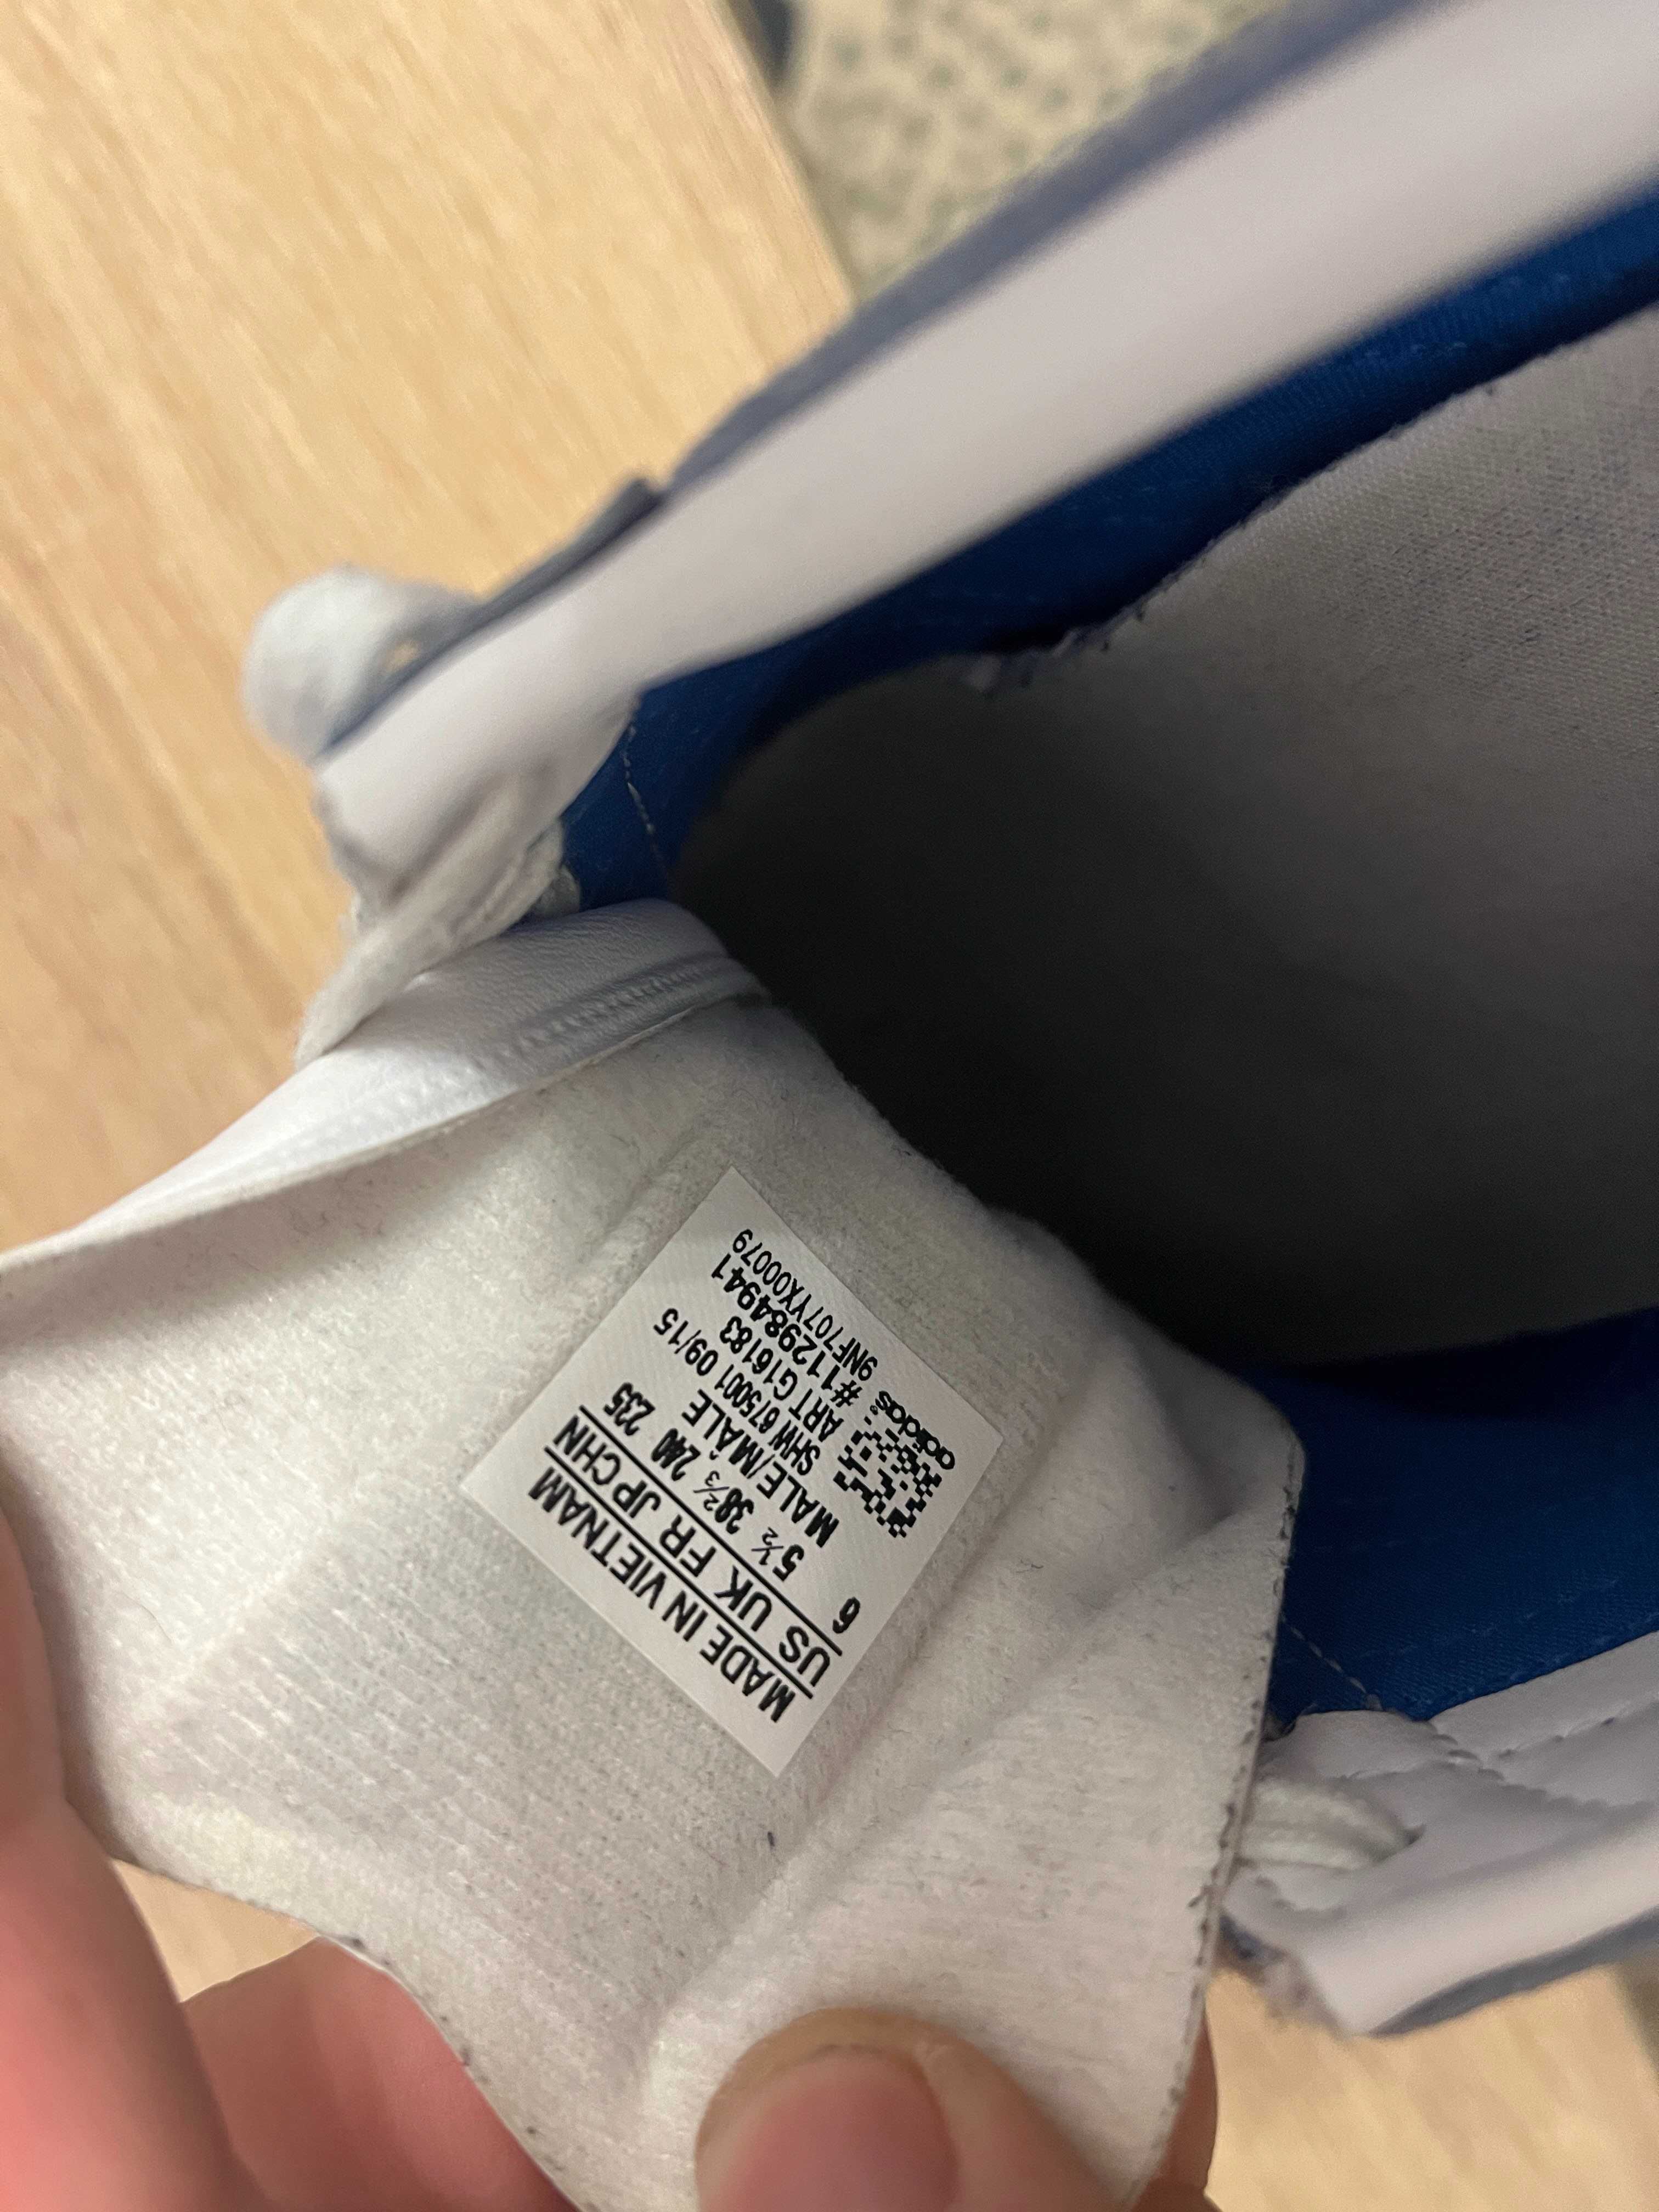 MADE IN VIETNAM
US UK FR JP CHN
6 5½ 38⅔ 240 235
MALE/MÂLE
SHW 675001 09/15
ART G16183
#112984941
adidas® 9NF707YX00079